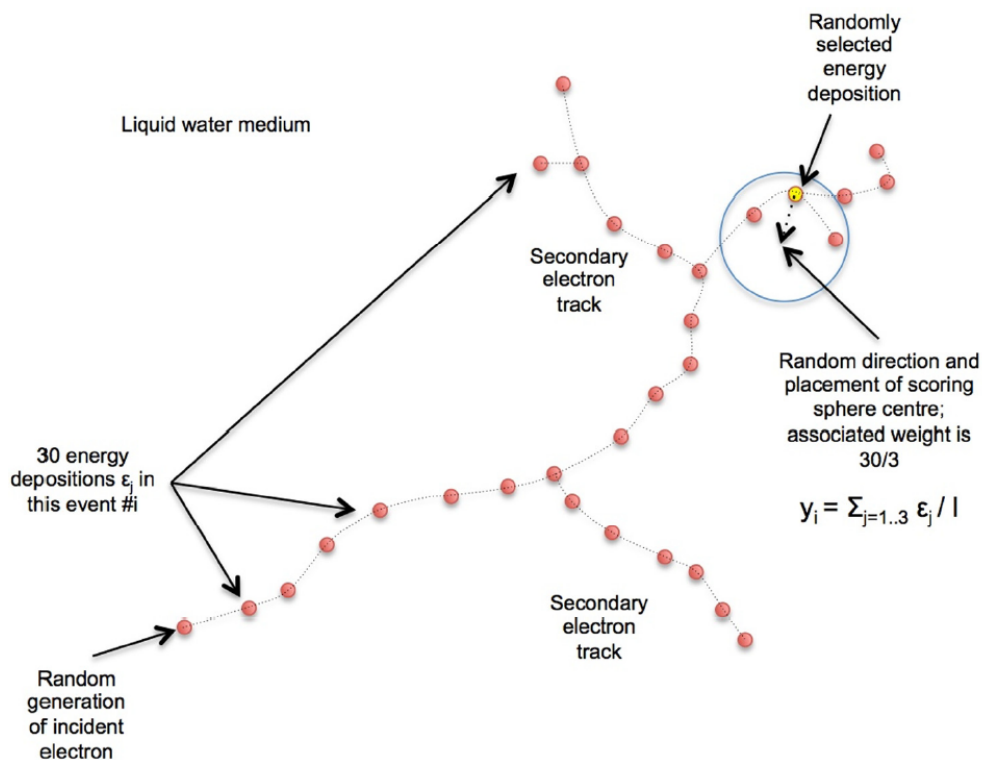 Randomly
selected
energy
deposition
Liquid water medium
Secondary
electron
track
Random direction and
placement of scoring
sphere centre;
associated weight is
30/3
30 energy
depositions εj in
this event #i
yi = Σj=1..3 εj / l
Secondary
electron
track
Random
generation
of incident
electron